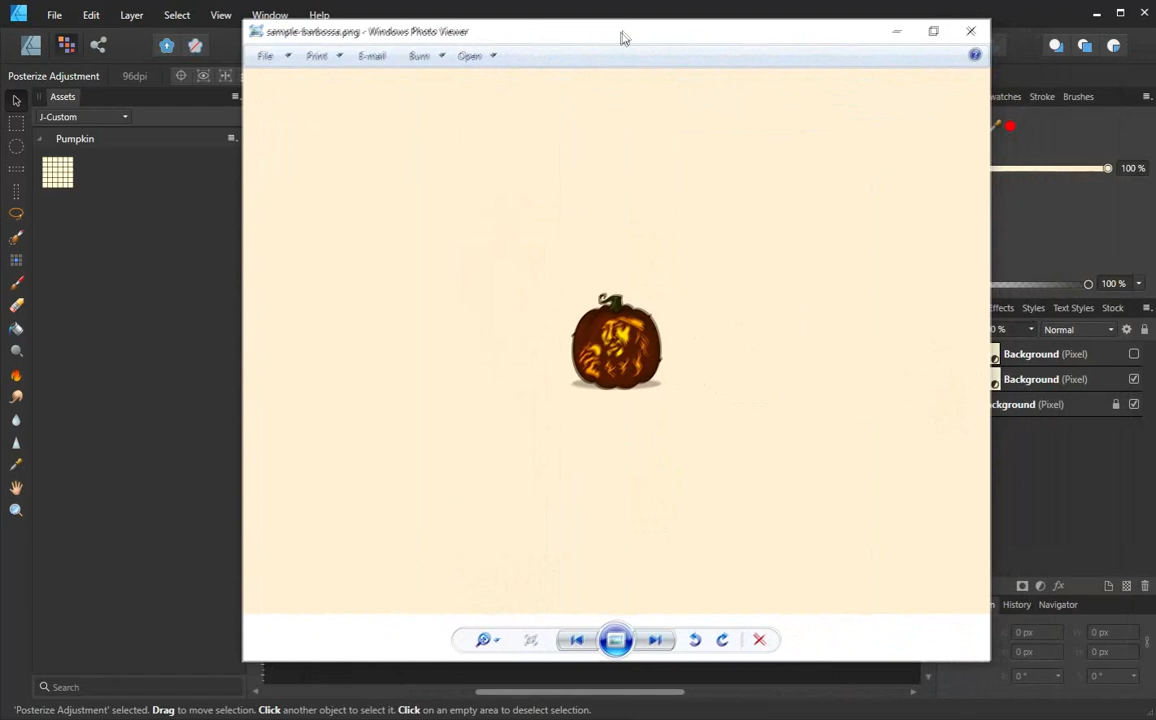 File Edit Layer Select View Window Help
sample-barbossa.png - Windows Photo Viewer
File Print E-mail Burn Open
Posterize Adjustment 96dpi
Assets
J-Custom
Pumpkin
watches Stroke Brushes
100 %
100 %
Effects Styles Text Styles Stock
0 % Normal
Background (Pixel)
Background (Pixel)
ckground (Pixel)
n History Navigator
0 px 0 px
0 px 0 px
0 ° 0 °
Search
'Posterize Adjustment' selected. Drag to move selection. Click another object to select it. Click on an empty area to deselect selection.